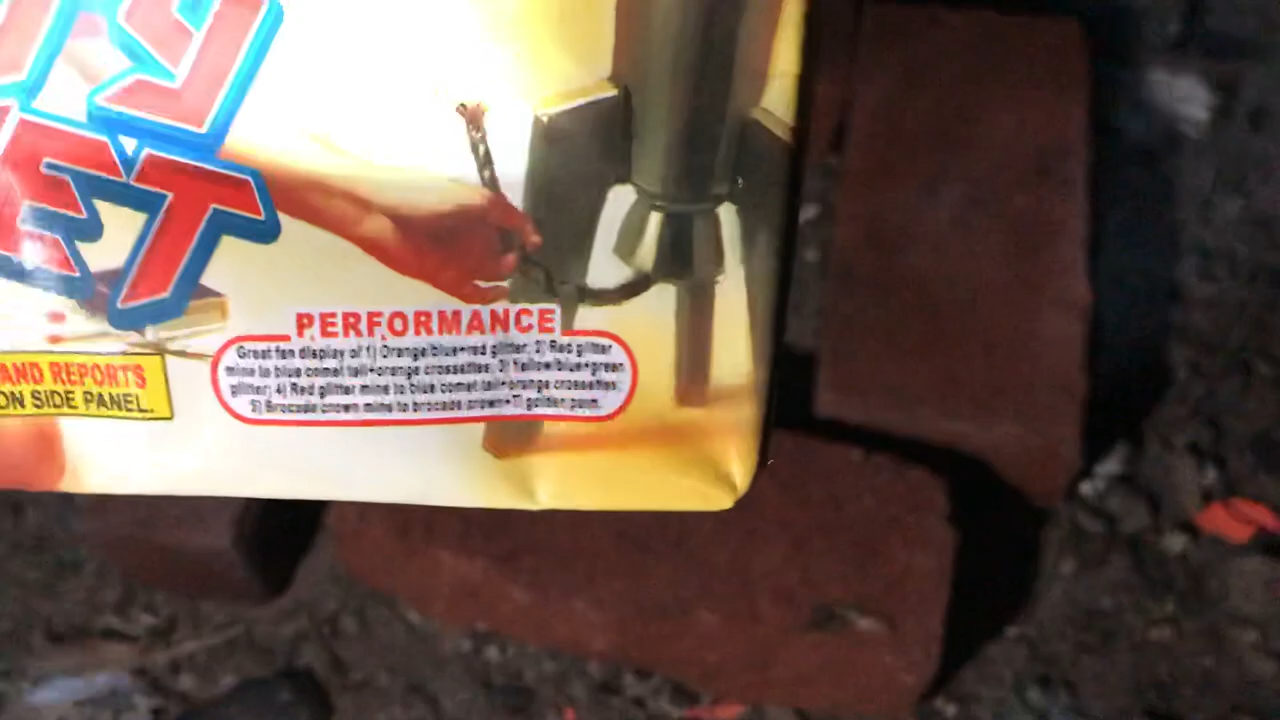 Y
ET
PERFORMANCE
Great fan display of 1) Orange/blue+red glitter; 2) Red glitter
mine to blue comet tail+orange crossettes; 3) Yellow/blue+green
glitter; 4) Red glitter mine to blue comet tail+orange crossettes
5) Brocade crown mine to brocade crown+TI golden palm.
AND REPORTS
ON SIDE PANEL.